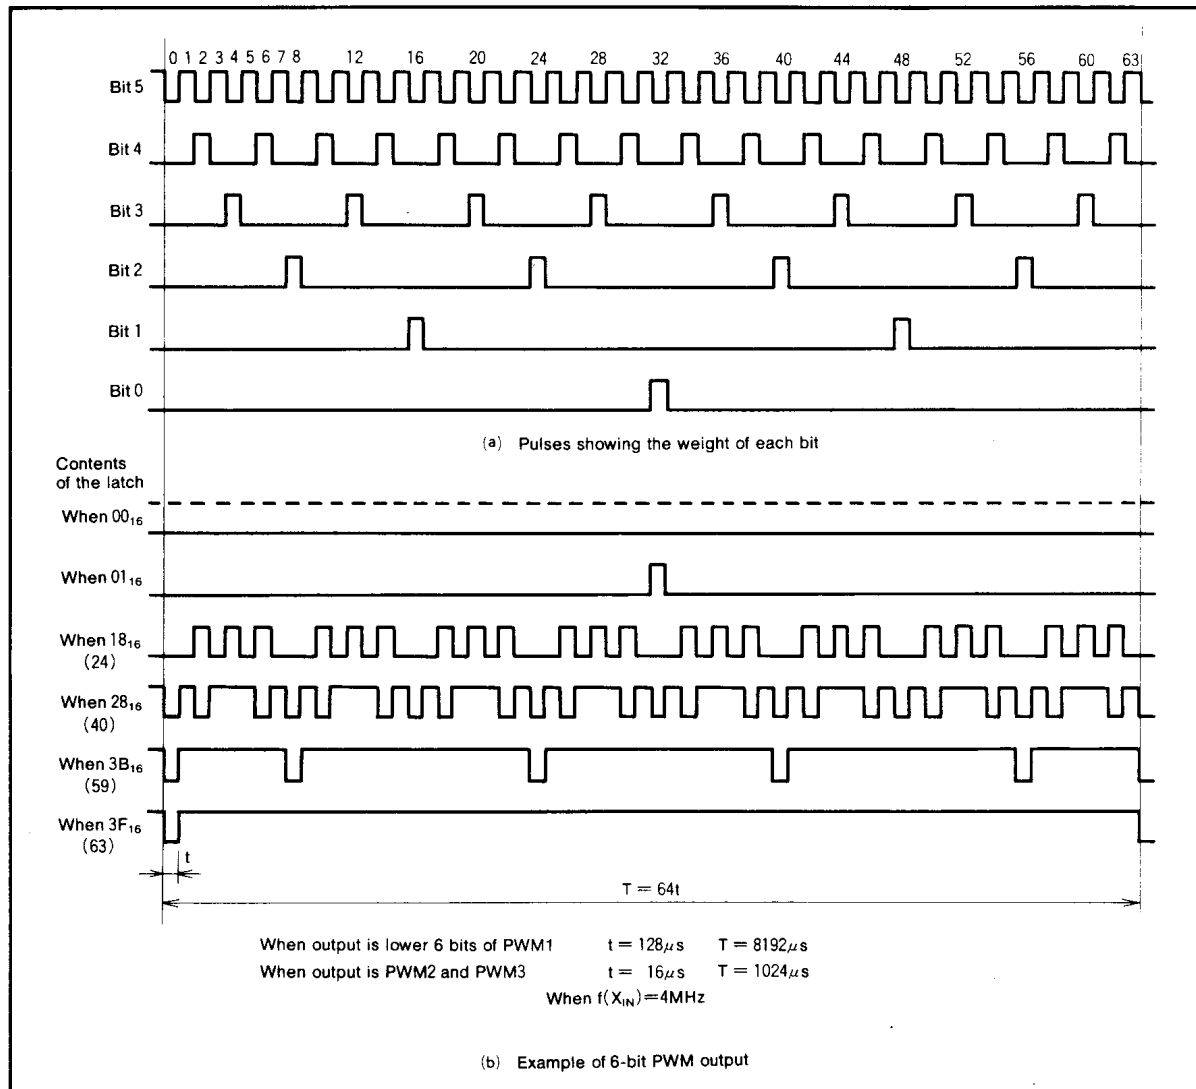 0 1 2 3 4 5 6 7 8 12 16 20 24 28 32 36 40 44 48 52 56 60 63
Bit 5
Bit 4
Bit 3
Bit 2
Bit 1
Bit 0
(a) Pulses showing the weight of each bit
Contents
of the latch
When 00₁₆
When 01₁₆
When 18₁₆
(24)
When 28₁₆
(40)
When 3B₁₆
(59)
When 3F₁₆
(63)
t
T = 64t
When output is lower 6 bits of PWM1 t = 128μs T = 8192μs
When output is PWM2 and PWM3 t = 16μs T = 1024μs
When f(X_IN)=4MHz
(b) Example of 6-bit PWM output